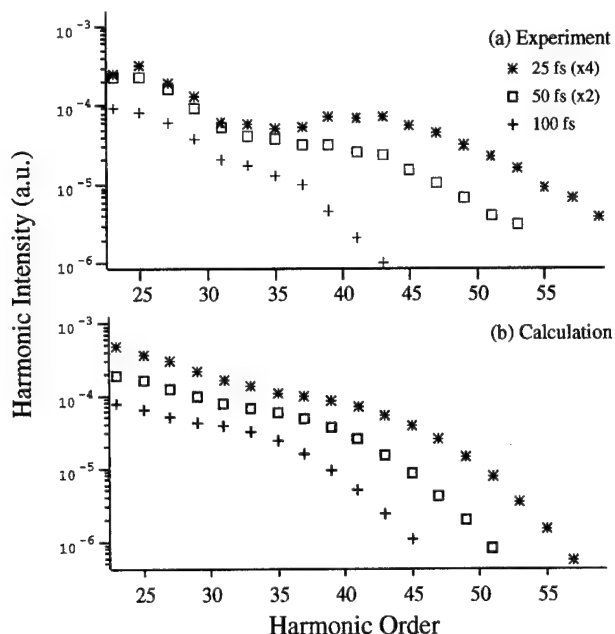 Harmonic Intensity (a.u.)
(a) Experiment
25 fs (x4)
50 fs (x2)
100 fs
10⁻³
10⁻⁴
10⁻⁵
10⁻⁶
25 30 35 40 45 50 55
(b) Calculation
10⁻³
10⁻⁴
10⁻⁵
10⁻⁶
25 30 35 40 45 50 55
Harmonic Order